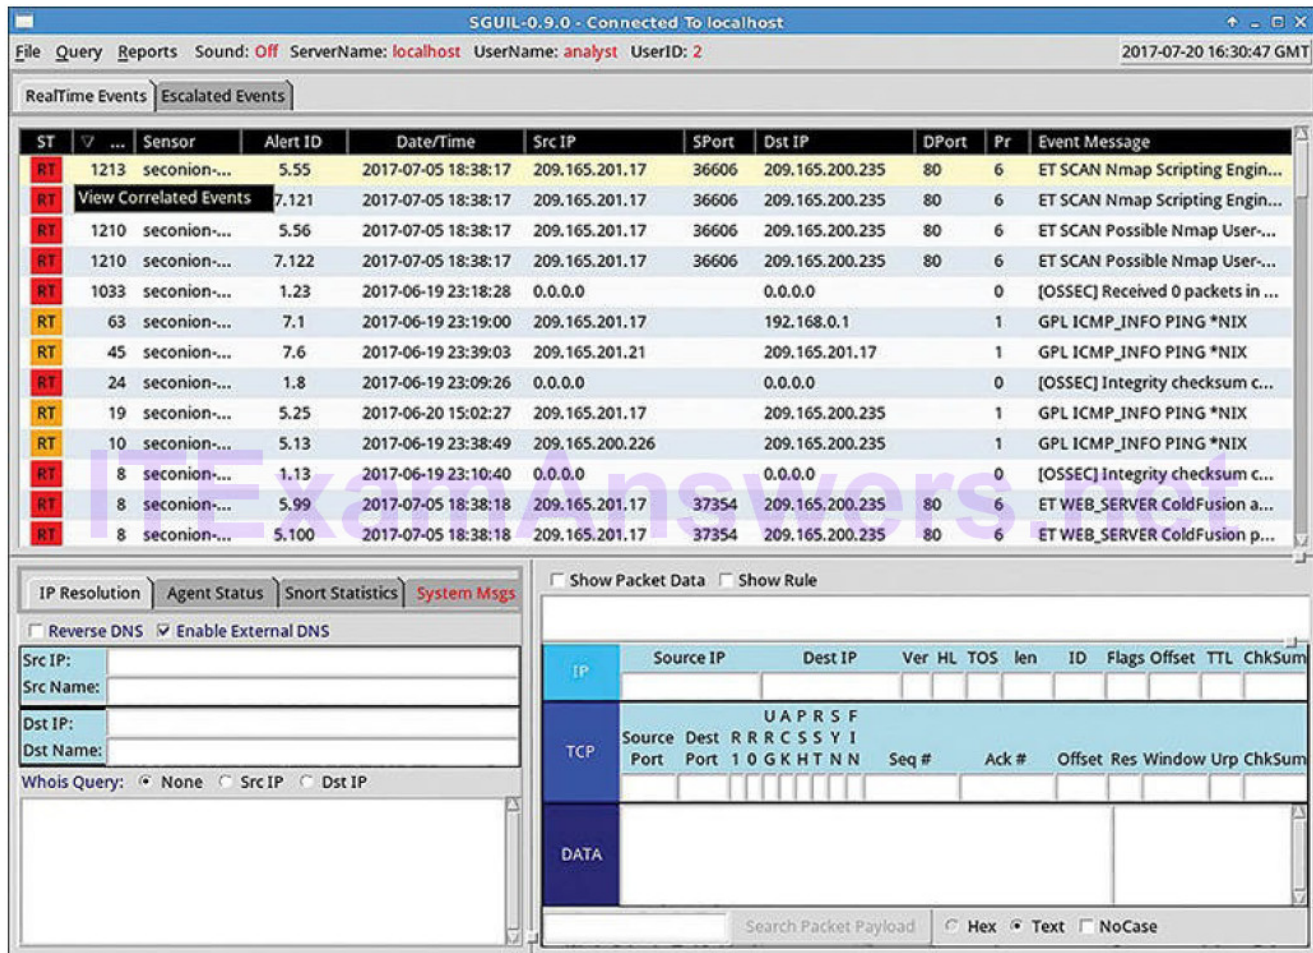 SGUIL-0.9.0 - Connected To localhost
File Query Reports Sound: Off ServerName: localhost UserName: analyst UserID: 2 2017-07-20 16:30:47 GMT
RealTime Events Escalated Events
ST ... Sensor Alert ID Date/Time Src IP SPort Dst IP DPort Pr Event Message
RT 1213 seconion-... 5.55 2017-07-05 18:38:17 209.165.201.17 36606 209.165.200.235 80 6 ET SCAN Nmap Scripting Engin...
RT View Correlated Events 7.121 2017-07-05 18:38:17 209.165.201.17 36606 209.165.200.235 80 6 ET SCAN Nmap Scripting Engin...
RT 1210 seconion-... 5.56 2017-07-05 18:38:17 209.165.201.17 36606 209.165.200.235 80 6 ET SCAN Possible Nmap User-...
RT 1210 seconion-... 7.122 2017-07-05 18:38:17 209.165.201.17 36606 209.165.200.235 80 6 ET SCAN Possible Nmap User-...
RT 1033 seconion-... 1.23 2017-06-19 23:18:28 0.0.0.0 0.0.0.0 0 [OSSEC] Received 0 packets in ...
RT 63 seconion-... 7.1 2017-06-19 23:19:00 209.165.201.17 192.168.0.1 1 GPL ICMP_INFO PING *NIX
RT 45 seconion-... 7.6 2017-06-19 23:39:03 209.165.201.21 209.165.201.17 1 GPL ICMP_INFO PING *NIX
RT 24 seconion-... 1.8 2017-06-19 23:09:26 0.0.0.0 0.0.0.0 0 [OSSEC] Integrity checksum c...
RT 19 seconion-... 5.25 2017-06-20 15:02:27 209.165.201.17 209.165.200.235 1 GPL ICMP_INFO PING *NIX
RT 10 seconion-... 5.13 2017-06-19 23:38:49 209.165.200.226 209.165.200.235 1 GPL ICMP_INFO PING *NIX
RT 8 seconion-... 1.13 2017-06-19 23:10:40 0.0.0.0 0.0.0.0 0 [OSSEC] Integrity checksum c...
RT 8 seconion-... 5.99 2017-07-05 18:38:18 209.165.201.17 37354 209.165.200.235 80 6 ET WEB_SERVER ColdFusion a...
RT 8 seconion-... 5.100 2017-07-05 18:38:18 209.165.201.17 37354 209.165.200.235 80 6 ET WEB_SERVER ColdFusion p...
ITExamAnswers.net
IP Resolution Agent Status Snort Statistics System Msgs
Reverse DNS Enable External DNS
Src IP:
Src Name:
Dst IP:
Dst Name:
Whois Query: None Src IP Dst IP
Show Packet Data Show Rule
IP Source IP Dest IP Ver HL TOS len ID Flags Offset TTL ChkSum
U A P R S F
Source Dest R R R C S S Y I
TCP Port Port 1 0 G K H T N N Seq # Ack # Offset Res Window Urp ChkSum
DATA
Search Packet Payload Hex Text NoCase